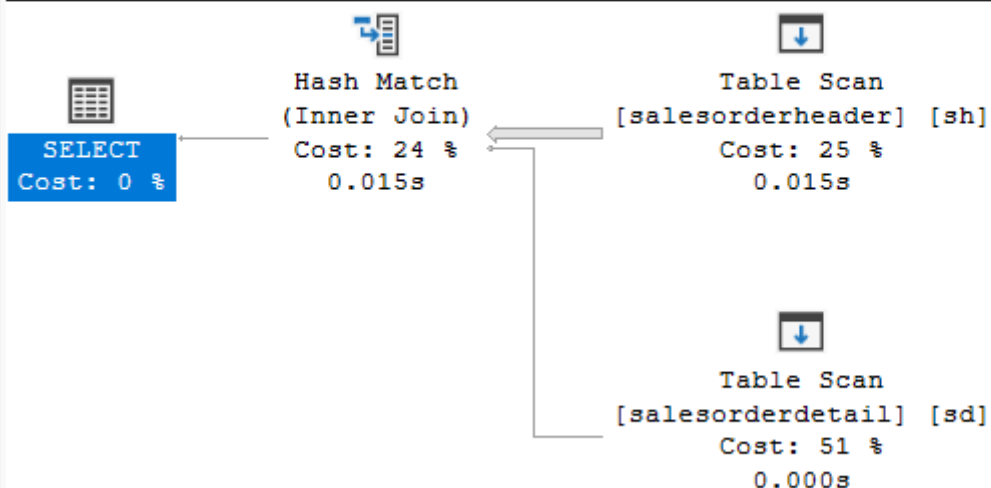 SELECT
Cost: 0 %
Hash Match
(Inner Join)
Cost: 24 %
0.015s
Table Scan
[salesorderheader] [sh]
Cost: 25 %
0.015s
Table Scan
[salesorderdetail] [sd]
Cost: 51 %
0.000s